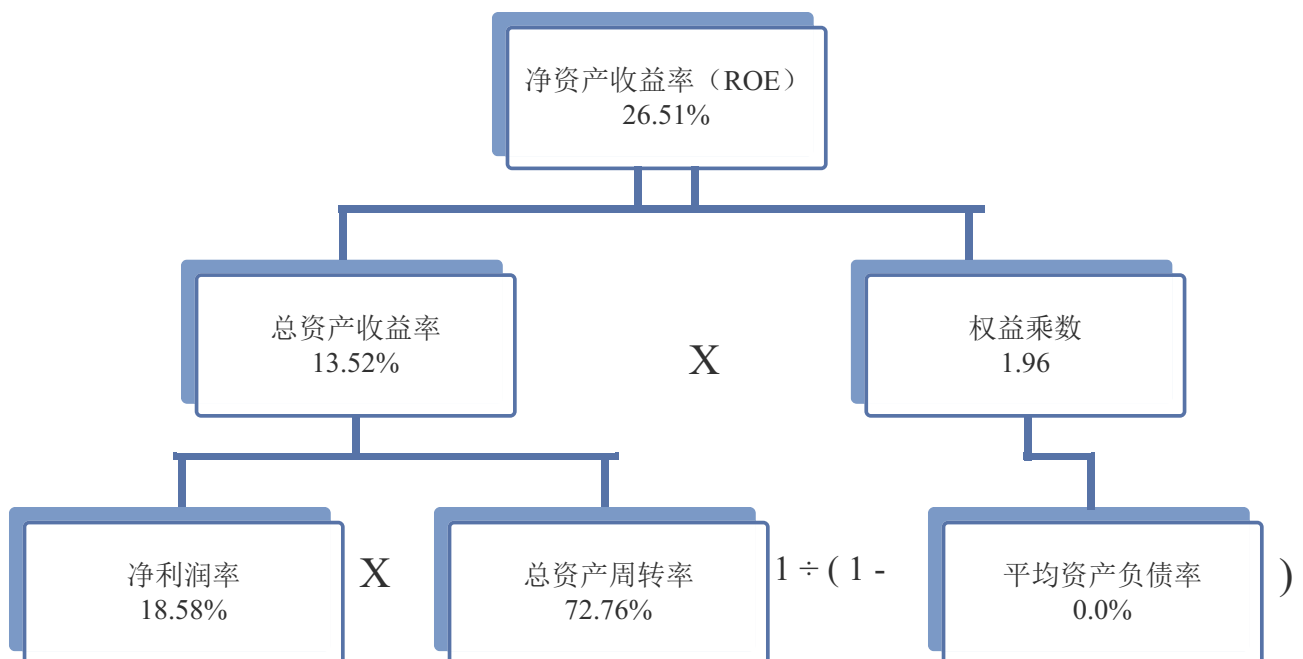 净资产收益率（ROE）
26.51%
总资产收益率
13.52%
X
权益乘数
1.96
净利润率
18.58%
X
总资产周转率
72.76%
1 ÷ ( 1 -
平均资产负债率
0.0%
)